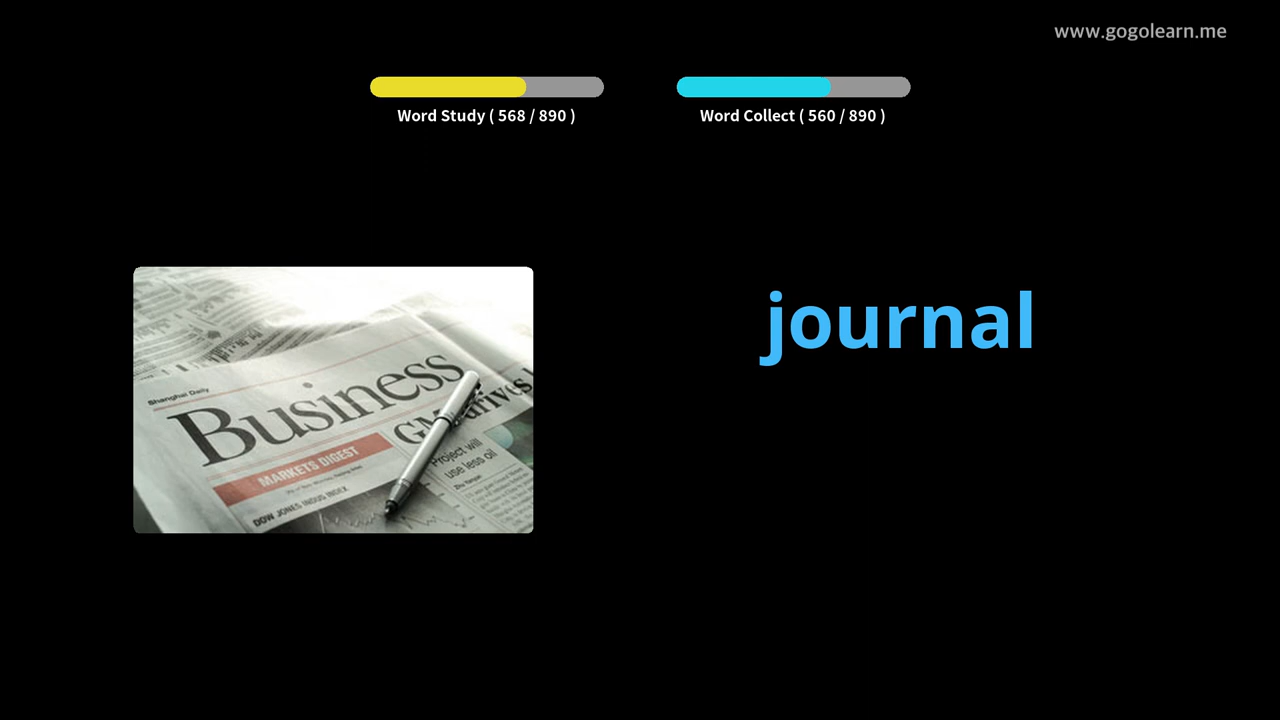 www.gogolearn.me
Word Study ( 568 / 890 )
Word Collect ( 560 / 890 )
journal
Shanghai Daily
Business
MARKETS DIGEST
DOW JONES INDUS INDEX
GM drives
Project will
use less oil